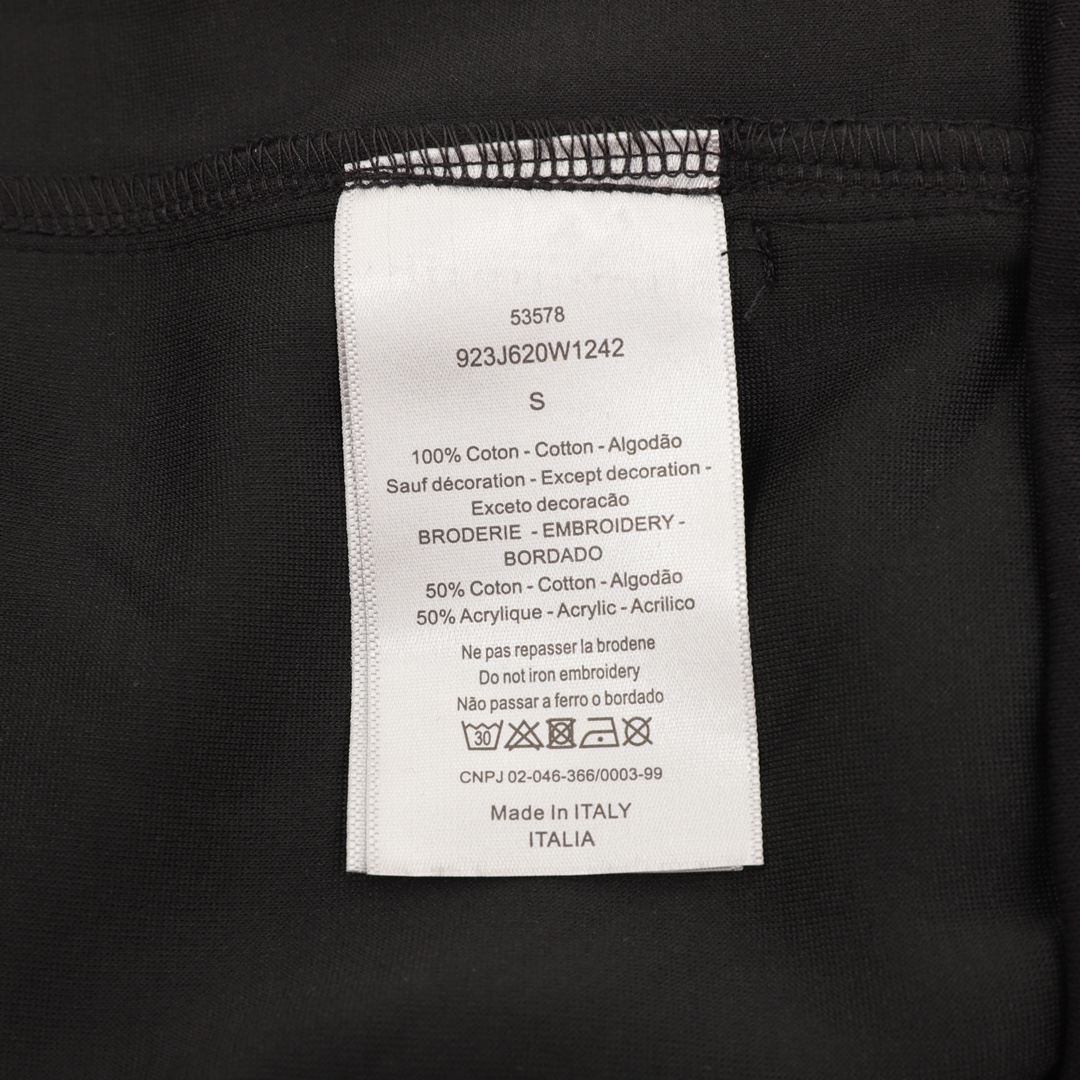 53578
923J620W1242
S
100% Coton - Cotton - Algodão
Sauf décoration - Except decoration -
Exceto decoracão
BRODERIE - EMBROIDERY -
BORDADO
50% Coton - Cotton - Algodão
50% Acrylique - Acrylic - Acrilico
Ne pas repasser la brodene
Do not iron embroidery
Não passar a ferro o bordado
30
CNPJ 02-046-366/0003-99
Made In ITALY
ITALIA